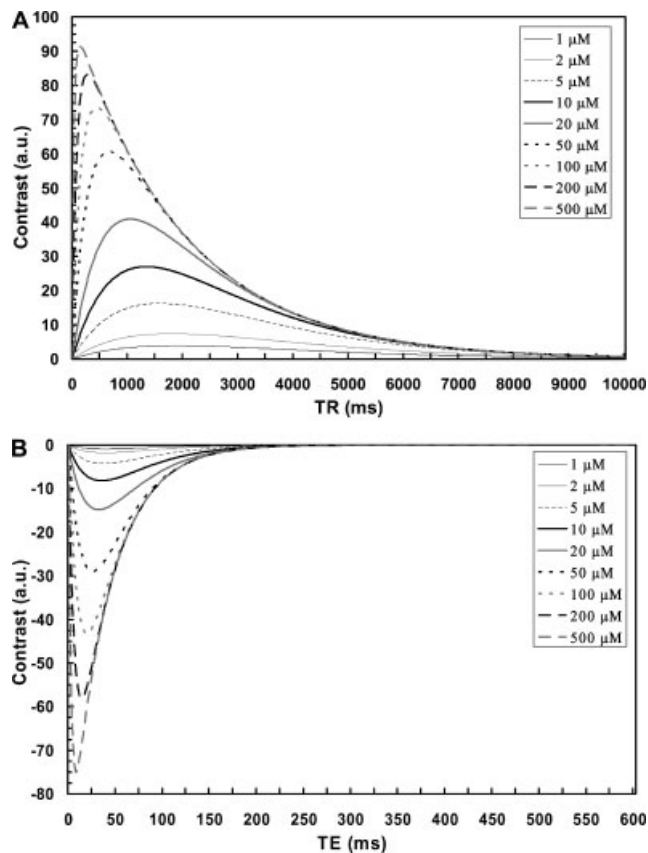 A
Contrast (a.u.)
100
90
80
70
60
50
40
30
20
10
0
1 µM
2 µM
5 µM
10 µM
20 µM
50 µM
100 µM
200 µM
500 µM
0 1000 2000 3000 4000 5000 6000 7000 8000 9000 10000
TR (ms)
B
Contrast (a.u.)
0
-10
-20
-30
-40
-50
-60
-70
-80
1 µM
2 µM
5 µM
10 µM
20 µM
50 µM
100 µM
200 µM
500 µM
0 50 100 150 200 250 300 350 400 450 500 550 600
TE (ms)